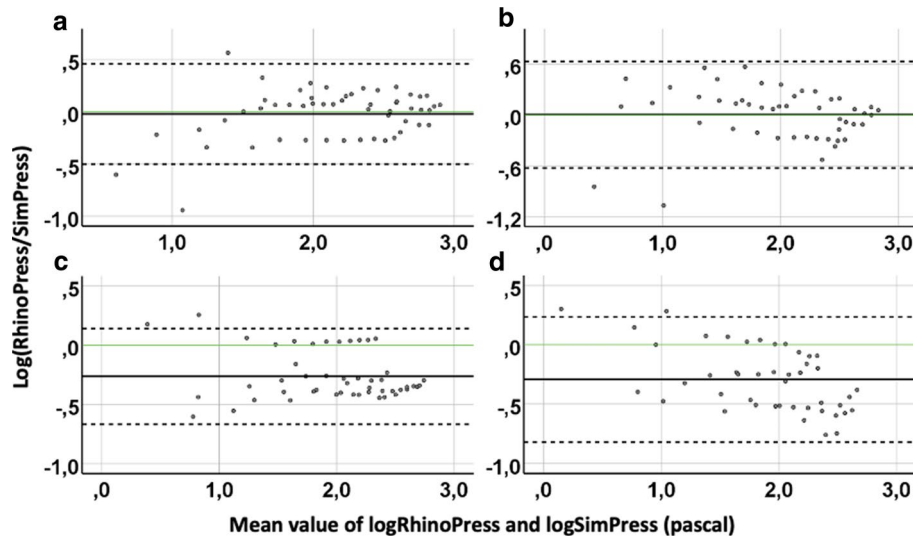 a
b
,5
,0
-,5
-1,0
1,0 2,0 3,0
,6
,0
-,6
-1,2
,0 1,0 2,0 3,0
c
d
,5
,0
-,5
-1,0
,0 1,0 2,0 3,0
,5
,0
-,5
-1,0
,0 1,0 2,0 3,0
Log(RhinoPress/SimPress)
Mean value of logRhinoPress and logSimPress (pascal)